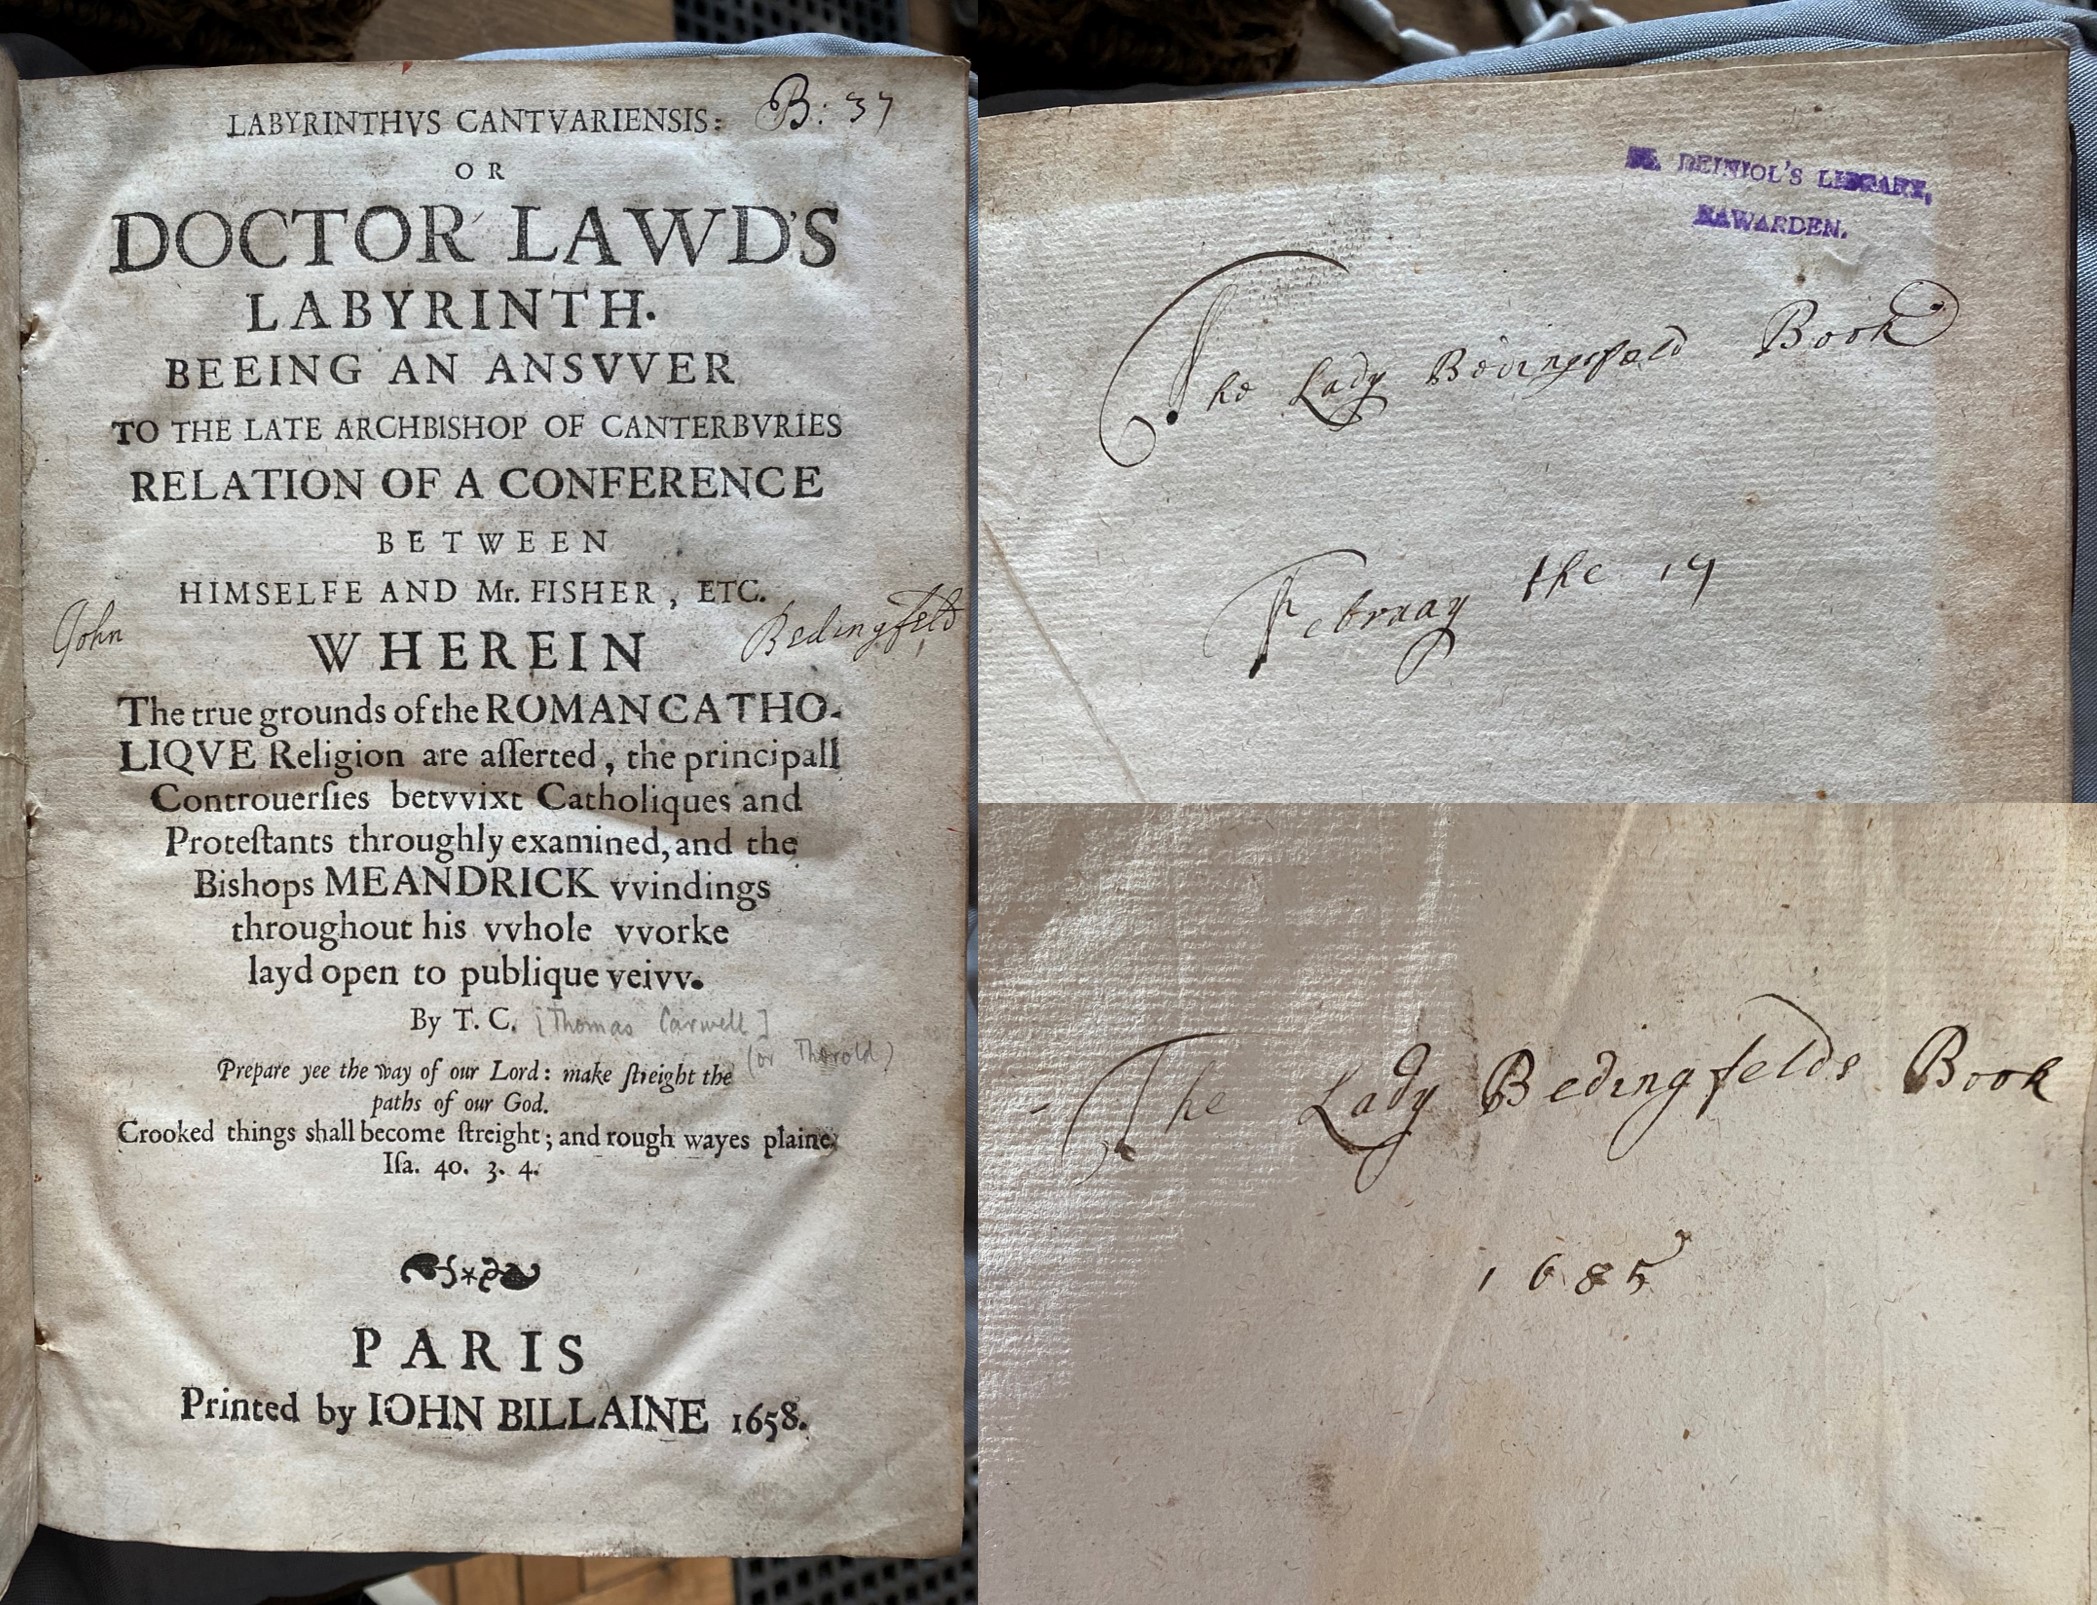 LABYRINTHVS CANTVARIENSIS: B: 37
OR
DOCTOR LAWD'S
LABYRINTH.
BEEING AN ANSVVER
TO THE LATE ARCHBISHOP OF CANTERBVRIES
RELATION OF A CONFERENCE
BETWEEN
HIMSELFE AND Mr. FISHER, ETC.
John WHEREIN Bedingfeld
The true grounds of the ROMAN CATHO-
LIQVE Religion are aſſerted, the principall
Controuerſies betvvixt Catholiques and
Proteſtants throughly examined, and the
Bishops MEANDRICK vvindings
throughout his vvhole vvorke
layd open to publique veivv.
By T. C. [Thomas Carwell]
(or Thorold)
Prepare yee the way of our Lord: make ſtreight the
paths of our God.
Crooked things shall become ſtreight; and rough wayes plaine.
Iſa. 40. 3. 4.
PARIS
Printed by IOHN BILLAINE 1658.
ST. DEINIOL'S LIBRARY,
HAWARDEN.
The Lady Bedingfeld Book
Februay the 17
The Lady Bedingfelds Book
1685